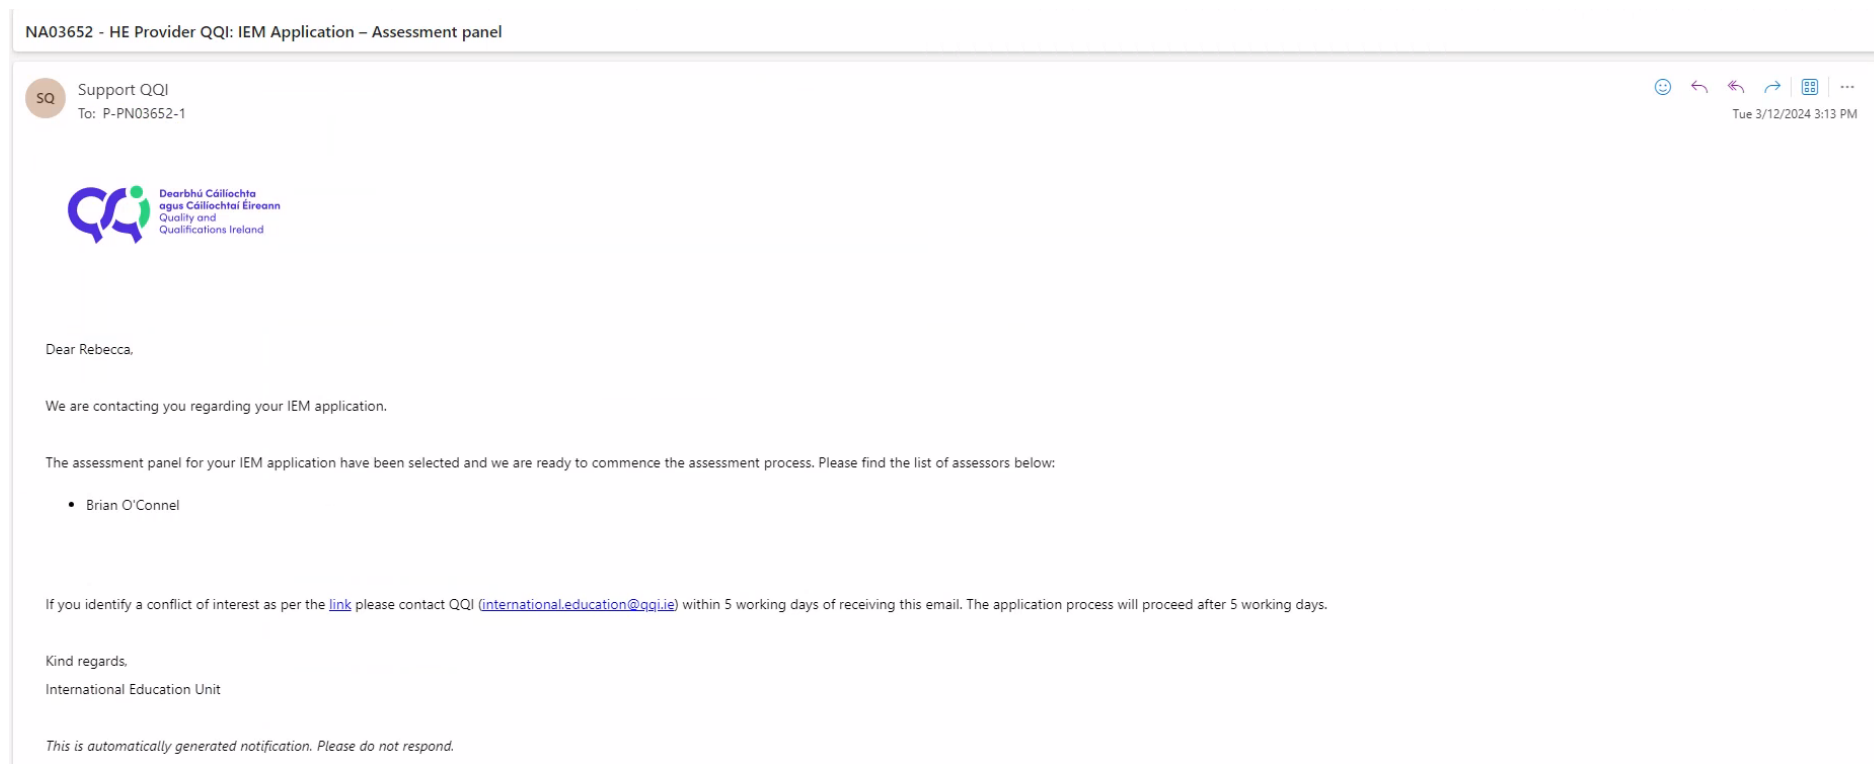 NA03652 - HE Provider QQI: IEM Application – Assessment panel
SQ
Support QQI
To: P-PN03652-1
Tue 3/12/2024 3:13 PM
QQI
Dearbhú Cáilíochta
agus Cáilíochtaí Éireann
Quality and
Qualifications Ireland
Dear Rebecca,
We are contacting you regarding your IEM application.
The assessment panel for your IEM application have been selected and we are ready to commence the assessment process. Please find the list of assessors below:
• Brian O'Connel
If you identify a conflict of interest as per the link please contact QQI (international.education@qqi.ie) within 5 working days of receiving this email. The application process will proceed after 5 working days.
Kind regards,
International Education Unit
This is automatically generated notification. Please do not respond.